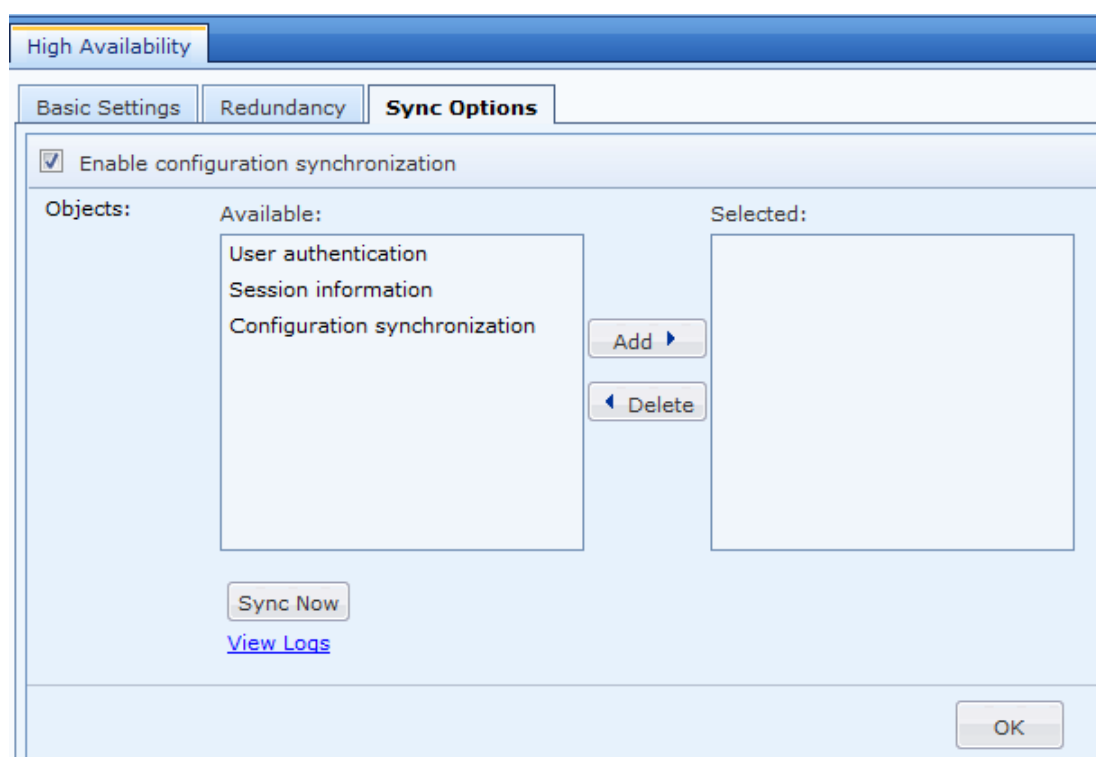 High Availability
Basic Settings Redundancy Sync Options
Enable configuration synchronization
Objects: Available: Selected:
User authentication
Session information
Configuration synchronization
Add
Delete
Sync Now
View Logs
OK